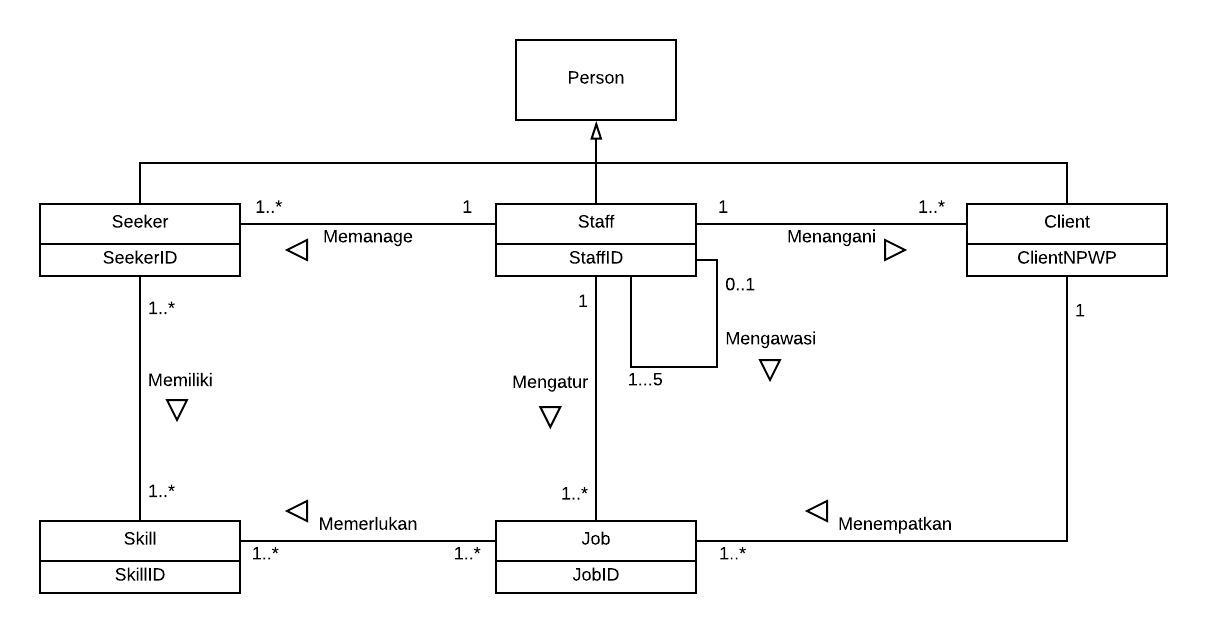 Person
1..*
1
1
1..*
Seeker
Staff
Client
Memanage
Menangani
SeekerID
StaffID
ClientNPWP
0..1
1..*
1
1
Mengawasi
Memiliki
Mengatur
1...5
1..*
1..*
Memerlukan
Menempatkan
Skill
Job
1..*
1..*
1..*
SkillID
JobID